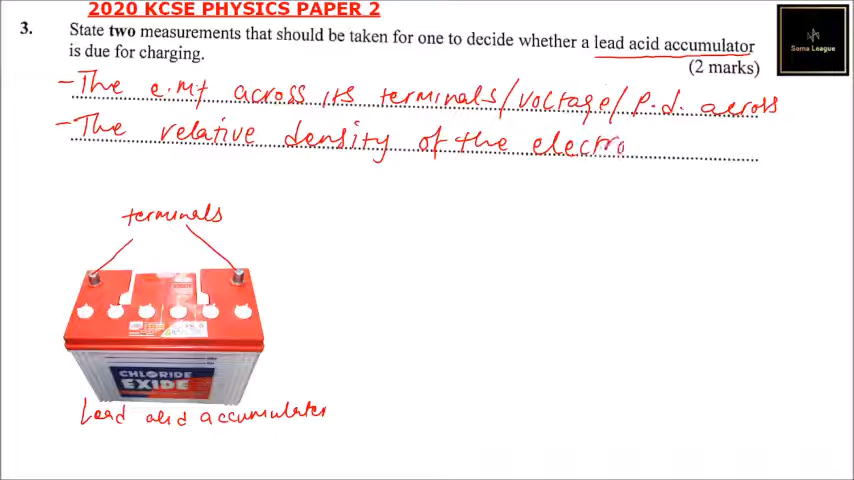 2020 KCSE PHYSICS PAPER 2
3. State two measurements that should be taken for one to decide whether a lead acid accumulator
is due for charging.
(2 marks)
Soma League
- The e.mf across its terminals/voltage/p.d. across
- The relative density of the electro
terminals
CHLORIDE
EXIDE
Lead acid accumulator